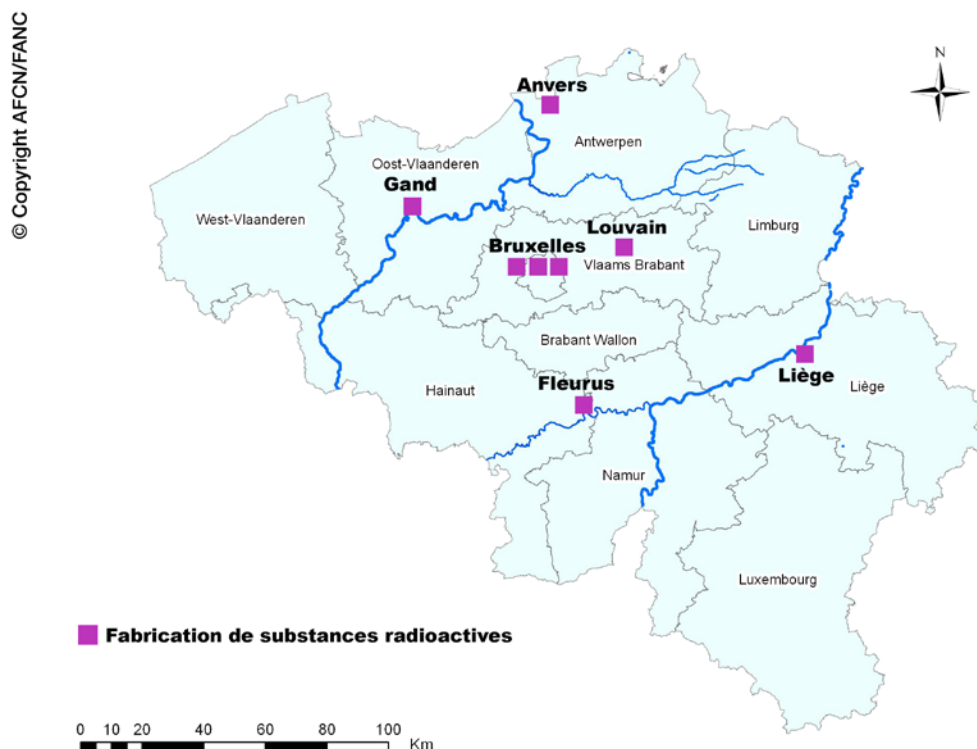 © Copyright AFCN/FANC
N
Anvers
Antwerpen
Oost-Vlaanderen
Gand
West-Vlaanderen
Limburg
Louvain
Bruxelles
Vlaams Brabant
Brabant Wallon
Hainaut
Fleurus
Liège
Liège
Namur
Luxembourg
Fabrication de substances radioactives
0 10 20 40 60 80 100
Km